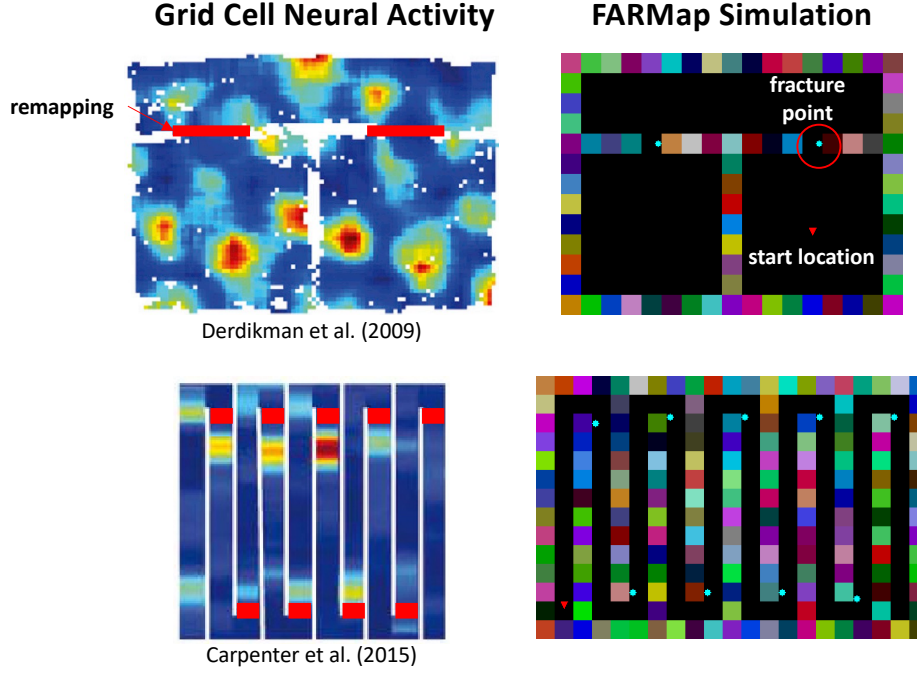 Grid Cell Neural Activity
FARMap Simulation
remapping
fracture
point
start location
Derdikman et al. (2009)
Carpenter et al. (2015)